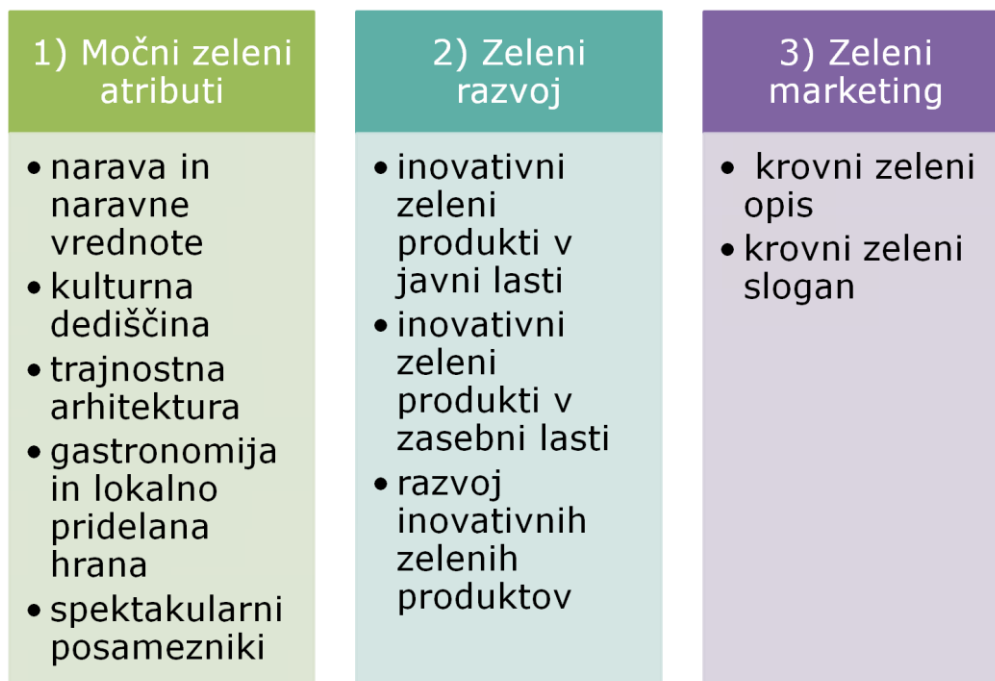 1) Močni zeleni
atributi
• narava in
naravne
vrednote
• kulturna
dediščina
• trajnostna
arhitektura
• gastronomija
in lokalno
pridelana
hrana
• spektakularni
posamezniki
2) Zeleni
razvoj
• inovativni
zeleni
produkti v
javni lasti
• inovativni
zeleni
produkti v
zasebni lasti
• razvoj
inovativnih
zelenih
produktov
3) Zeleni
marketing
• krovni zeleni
opis
• krovni zeleni
slogan